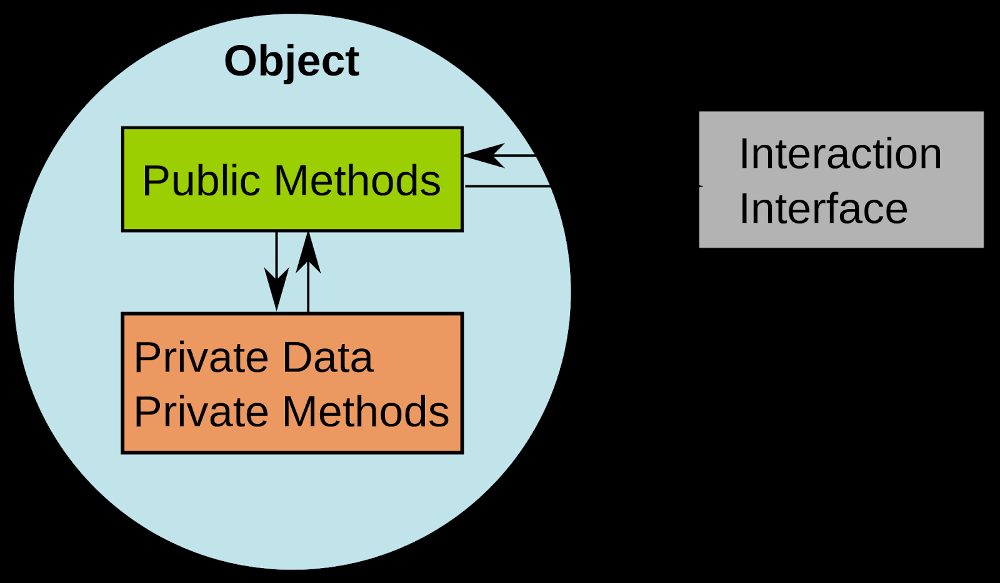 Object
Public Methods
Interaction
Interface
Private Data
Private Methods